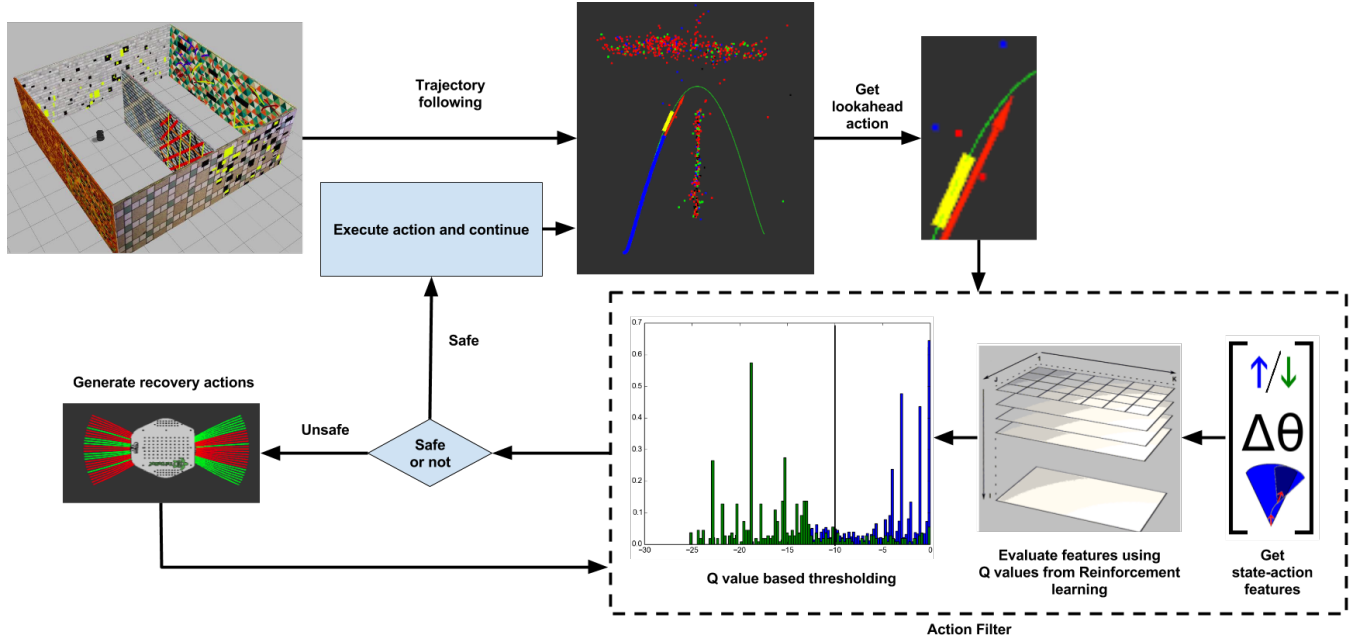 Trajectory
following
Get
lookahead
action
Execute action and continue
Safe
Generate recovery actions
Unsafe
Safe
or not
0.7
0.6
0.5
0.4
0.3
0.2
0.1
0.0
−30
−25
−20
−15
−10
−5
0
Q value based thresholding
1
J
K
I
Evaluate features using
Q values from Reinforcement
learning
↑/↓
Δθ
Get
state-action
features
Action Filter